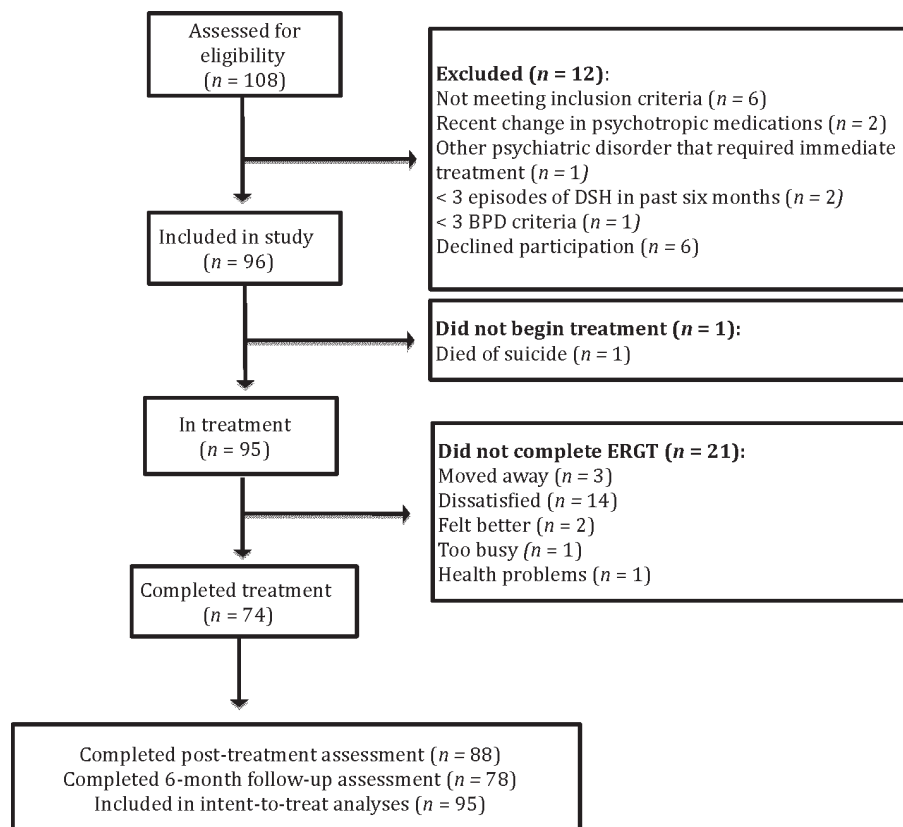 Assessed for
eligibility
(n = 108)
Excluded (n = 12):
Not meeting inclusion criteria (n = 6)
Recent change in psychotropic medications (n = 2)
Other psychiatric disorder that required immediate
treatment (n = 1)
< 3 episodes of DSH in past six months (n = 2)
< 3 BPD criteria (n = 1)
Declined participation (n = 6)
Included in study
(n = 96)
Did not begin treatment (n = 1):
Died of suicide (n = 1)
In treatment
(n = 95)
Did not complete ERGT (n = 21):
Moved away (n = 3)
Dissatisfied (n = 14)
Felt better (n = 2)
Too busy (n = 1)
Health problems (n = 1)
Completed treatment
(n = 74)
Completed post-treatment assessment (n = 88)
Completed 6-month follow-up assessment (n = 78)
Included in intent-to-treat analyses (n = 95)